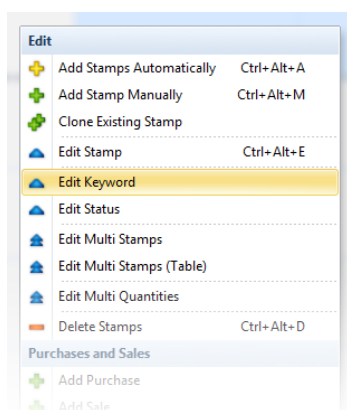 Edit
Add Stamps Automatically Ctrl+Alt+A
Add Stamp Manually Ctrl+Alt+M
Clone Existing Stamp
Edit Stamp Ctrl+Alt+E
Edit Keyword
Edit Status
Edit Multi Stamps
Edit Multi Stamps (Table)
Edit Multi Quantities
Delete Stamps Ctrl+Alt+D
Purchases and Sales
Add Purchase
Add Sale